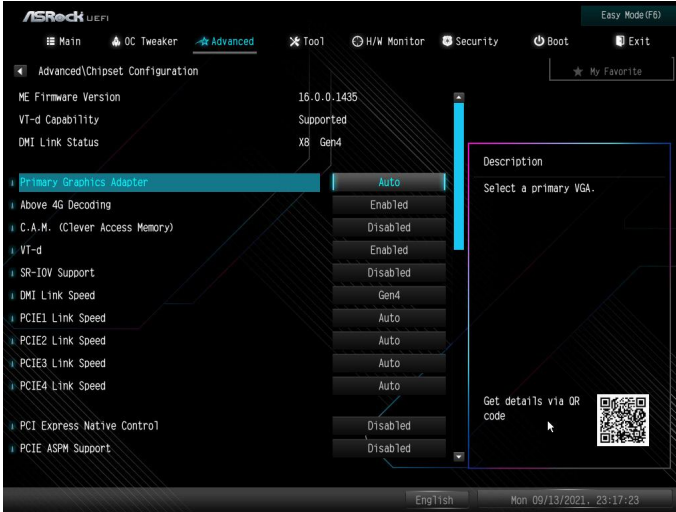 ASRock UEFI
Easy Mode(F6)
Main OC Tweaker Advanced Tool H/W Monitor Security Boot Exit
Advanced\Chipset Configuration
My Favorite
ME Firmware Version 16.0.0.1435
VT-d Capability Supported
DMI Link Status X8 Gen4
Primary Graphics Adapter Auto
Above 4G Decoding Enabled
C.A.M. (Clever Access Memory) Disabled
VT-d Enabled
SR-IOV Support Disabled
DMI Link Speed Gen4
PCIE1 Link Speed Auto
PCIE2 Link Speed Auto
PCIE3 Link Speed Auto
PCIE4 Link Speed Auto
PCI Express Native Control Disabled
PCIE ASPM Support Disabled
Description
Select a primary VGA.
Get details via QR
code
English
Mon 09/13/2021. 23:17:23